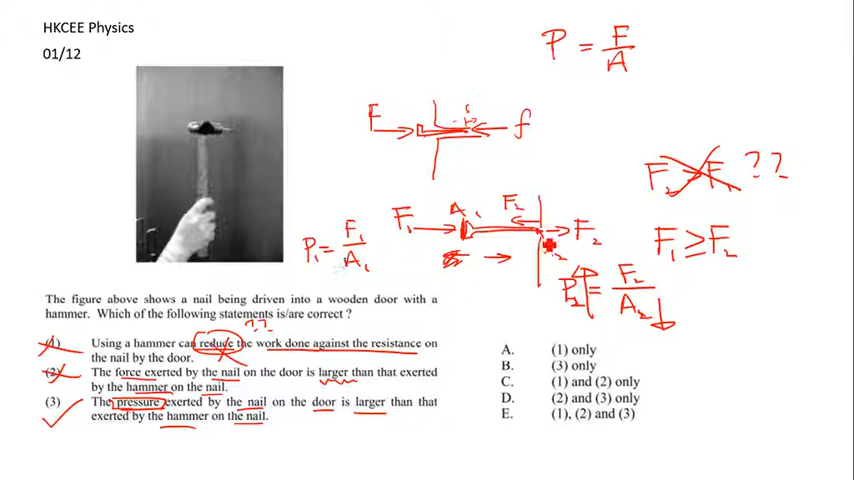 HKCEE Physics
01/12
P = F/A
F
f
F₂ = F₁ ??
F₁
A₁
F₂
F₂
P₁ = F₁/A₁
F₁ ≥ F₂
P₂ = F₂/A₂
The figure above shows a nail being driven into a wooden door with a
hammer. Which of the following statements is/are correct ?
??
(1) Using a hammer can reduce the work done against the resistance on
the nail by the door.
(2) The force exerted by the nail on the door is larger than that exerted
by the hammer on the nail.
(3) The pressure exerted by the nail on the door is larger than that
exerted by the hammer on the nail.
A. (1) only
B. (3) only
C. (1) and (2) only
D. (2) and (3) only
E. (1), (2) and (3)